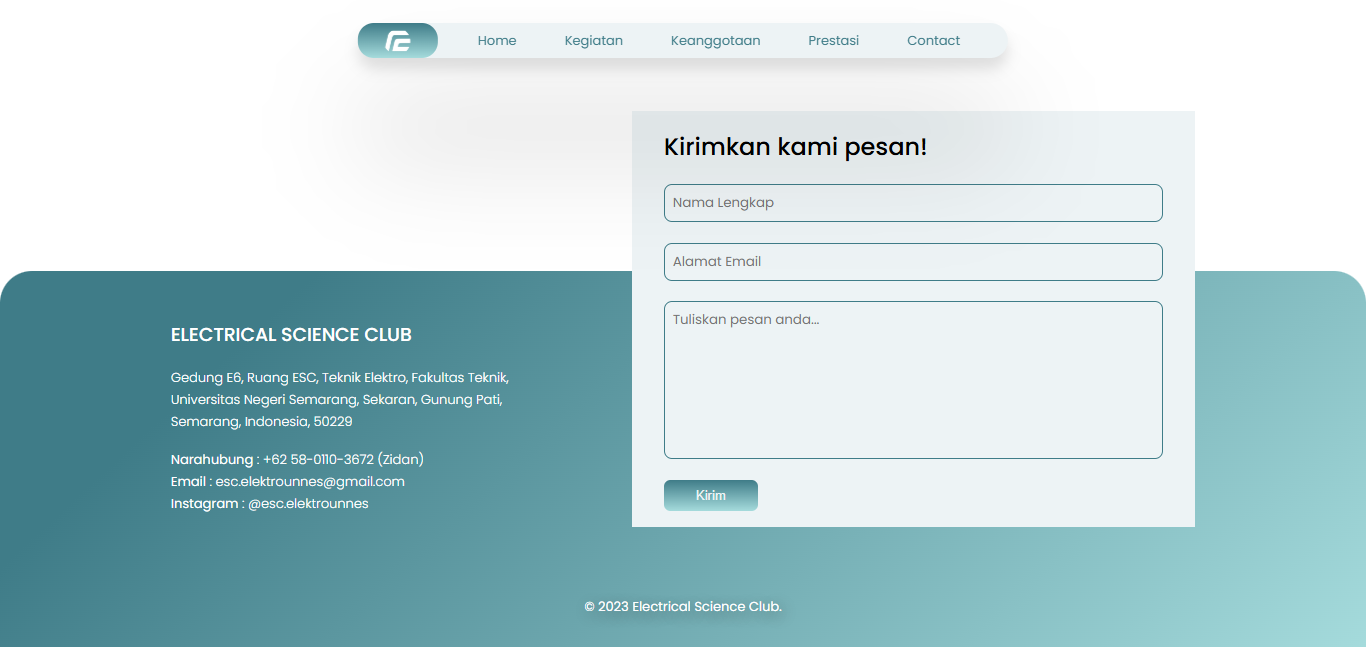 Home Kegiatan Keanggotaan Prestasi Contact
Kirimkan kami pesan!
Nama Lengkap
Alamat Email
Tuliskan pesan anda...
Kirim
ELECTRICAL SCIENCE CLUB
Gedung E6, Ruang ESC, Teknik Elektro, Fakultas Teknik,
Universitas Negeri Semarang, Sekaran, Gunung Pati,
Semarang, Indonesia, 50229
Narahubung : +62 58-0110-3672 (Zidan)
Email : esc.elektrounnes@gmail.com
Instagram : @esc.elektrounnes
© 2023 Electrical Science Club.